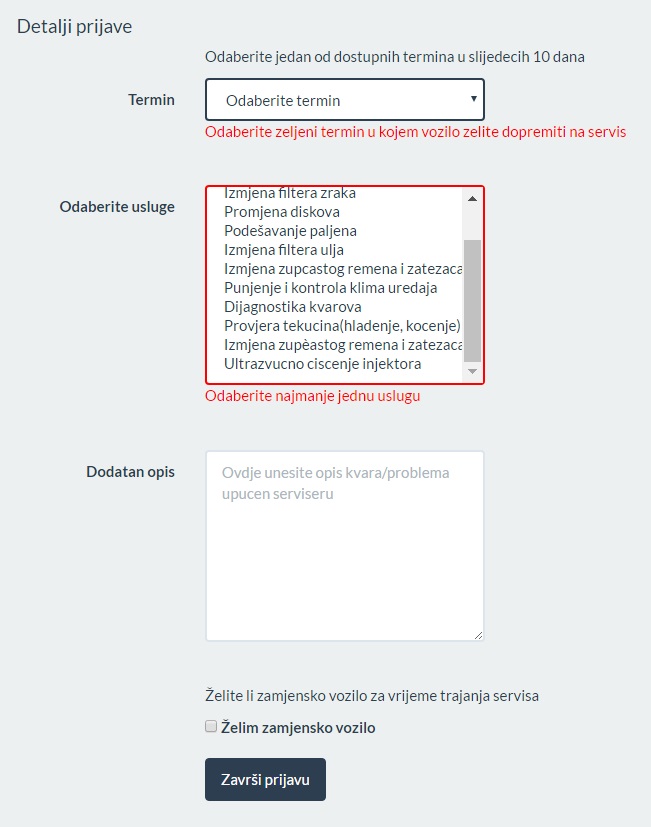 Detalji prijave
Odaberite jedan od dostupnih termina u slijedecih 10 dana
Termin
Odaberite termin
Odaberite zeljeni termin u kojem vozilo zelite dopremiti na servis
Odaberite usluge
Izmjena filtera zraka
Promjena diskova
Podešavanje paljena
Izmjena filtera ulja
Izmjena zupcastog remena i zatezaca
Punjenje i kontrola klima uredaja
Dijagnostika kvarova
Provjera tekucina(hladenje, kocenje)
Izmjena zupèastog remena i zatezaca
Ultrazvucno ciscenje injektora
Odaberite najmanje jednu uslugu
Dodatan opis
Ovdje unesite opis kvara/problema
upucen serviseru
Želite li zamjensko vozilo za vrijeme trajanja servisa
Želim zamjensko vozilo
Završi prijavu